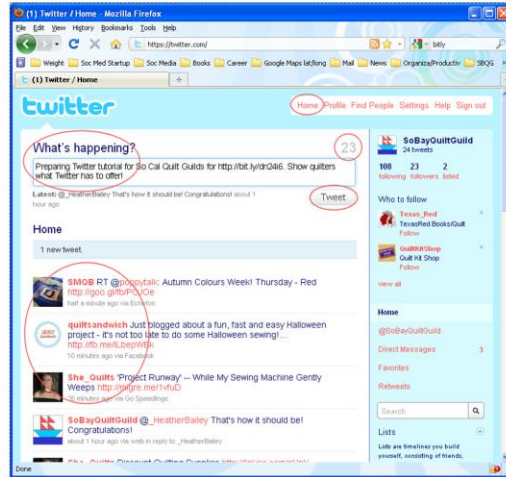 (1) Twitter / Home - Mozilla Firefox
File Edit View History Bookmarks Tools Help
https://twitter.com/
bitly
Weight Soc Med Startup Soc Media Books Career Google Maps lat/long Mail News Organiza/Productiv SBQG
(1) Twitter / Home
twitter
Home Profile Find People Settings Help Sign out
What's happening?
23
Preparing Twitter tutorial for So Cal Quilt Guilds for http://bit.ly/dn24i6. Show quilters
what Twitter has to offer!
Latest: @_HeatherBailey That's how it should be! Congratulations! about 1
hour ago
Tweet
Home
1 new tweet.
SMQB RT @poppytalk Autumn Colours Week! Thursday - Red
half a minute ago via Echofon
quiltsandwich Just blogged about a fun, fast and easy Halloween
project - it's not too late to do some Halloween sewing!...
10 minutes ago via Facebook
She_Quilts 'Project Runway' -- While My Sewing Machine Gently
Weeps http://migre.me/1vfuD
minutes ago via Go Speedlings
SoBayQuiltGuild @_HeatherBailey That's how it should be!
Congratulations!
about 1 hour ago via web in reply to _HeatherBailey
She_Quilts Discount Quilting Supplies
SoBayQuiltGuild
24 tweets
108 23 2
following followers listed
Who to follow
Texas_Red
TexasRed Books/Quilt
Follow
QuiltKitShop
Quilt Kit Shop
Follow
view all
Home
@SoBayQuiltGuild
Direct Messages 3
Favorites
Retweets
Search
Lists
Lists are timelines you build
yourself, consisting of friends,
Done